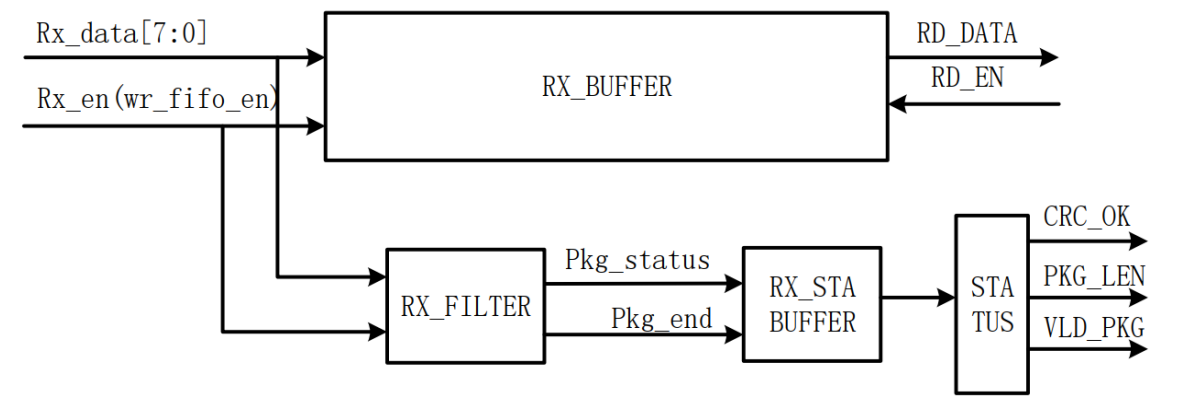 Rx_data[7:0]
Rx_en(wr_fifo_en)
RX_BUFFER
RD_DATA
RD_EN
RX_FILTER
Pkg_status
Pkg_end
RX_STA
BUFFER
STA
TUS
CRC_OK
PKG_LEN
VLD_PKG